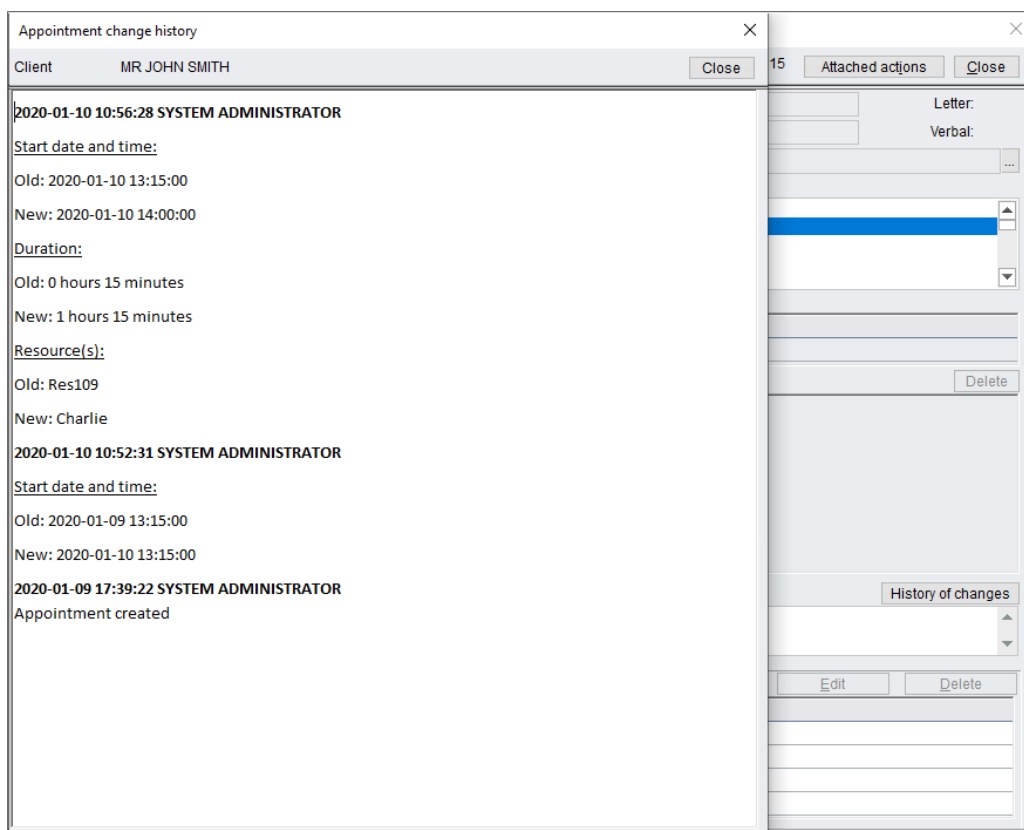 Appointment change history
Client MR JOHN SMITH Close
2020-01-10 10:56:28 SYSTEM ADMINISTRATOR
Start date and time:
Old: 2020-01-10 13:15:00
New: 2020-01-10 14:00:00
Duration:
Old: 0 hours 15 minutes
New: 1 hours 15 minutes
Resource(s):
Old: Res109
New: Charlie
2020-01-10 10:52:31 SYSTEM ADMINISTRATOR
Start date and time:
Old: 2020-01-09 13:15:00
New: 2020-01-10 13:15:00
2020-01-09 17:39:22 SYSTEM ADMINISTRATOR
Appointment created
15 Attached actions Close
Letter:
Verbal:
...
Delete
History of changes
Edit Delete